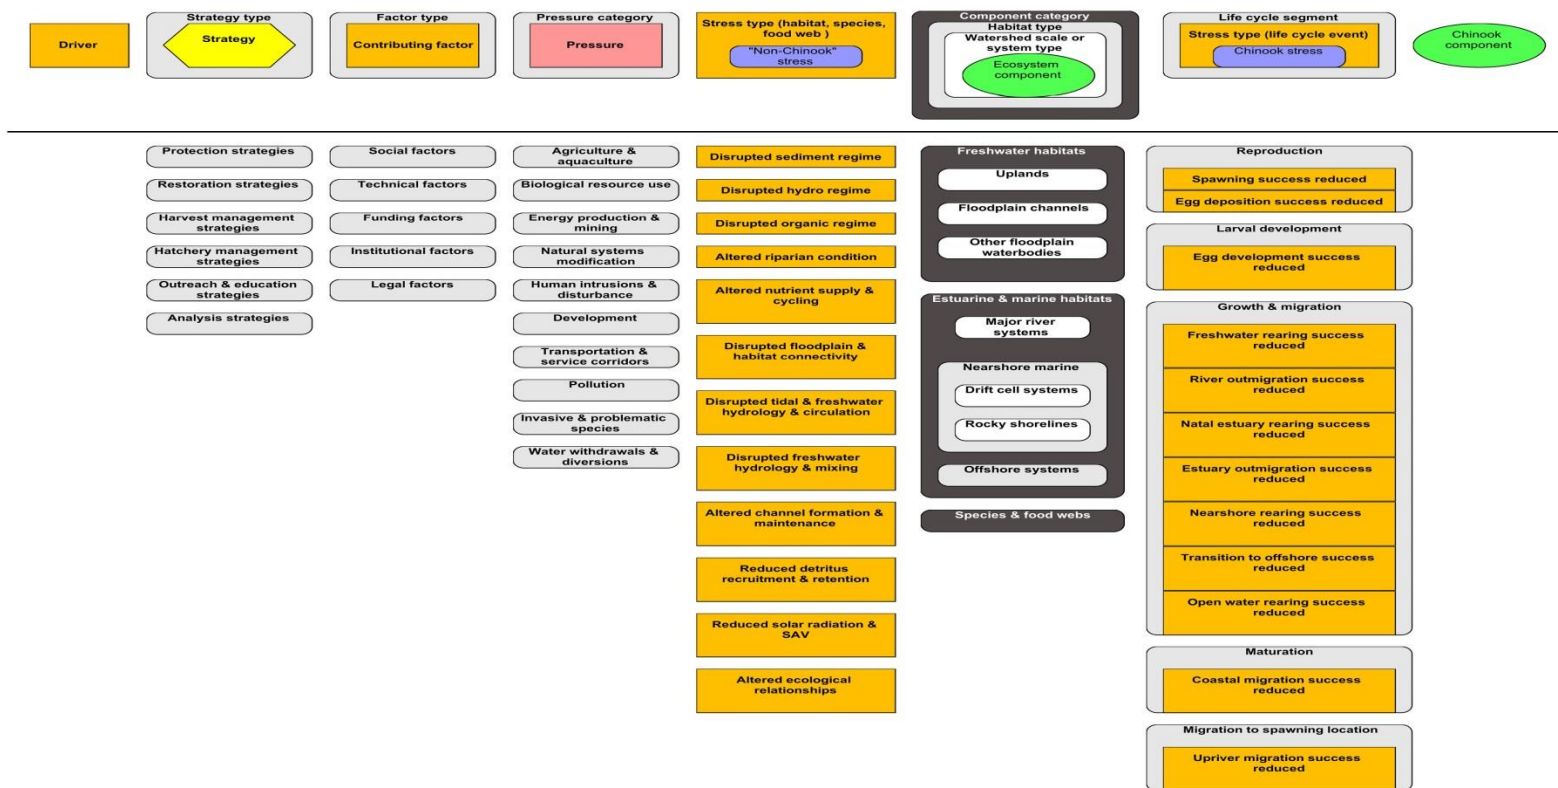 Driver
Strategy type
Strategy
Factor type
Contributing factor
Pressure category
Pressure
Stress type (habitat, species,
food web )
"Non-Chinook"
stress
Component category
Habitat type
Watershed scale or
system type
Ecosystem
component
Life cycle segment
Stress type (life cycle event)
Chinook stress
Chinook
component
Protection strategies
Restoration strategies
Harvest management
strategies
Hatchery management
strategies
Outreach & education
strategies
Analysis strategies
Social factors
Technical factors
Funding factors
Institutional factors
Legal factors
Agriculture &
aquaculture
Biological resource use
Energy production &
mining
Natural systems
modification
Human intrusions &
disturbance
Development
Transportation &
service corridors
Pollution
Invasive & problematic
species
Water withdrawals &
diversions
Disrupted sediment regime
Disrupted hydro regime
Disrupted organic regime
Altered riparian condition
Altered nutrient supply &
cycling
Disrupted floodplain &
habitat connectivity
Disrupted tidal & freshwater
hydrology & circulation
Disrupted freshwater
hydrology & mixing
Altered channel formation &
maintenance
Reduced detritus
recruitment & retention
Reduced solar radiation &
SAV
Altered ecological
relationships
Freshwater habitats
Uplands
Floodplain channels
Other floodplain
waterbodies
Estuarine & marine habitats
Major river
systems
Nearshore marine
Drift cell systems
Rocky shorelines
Offshore systems
Species & food webs
Reproduction
Spawning success reduced
Egg deposition success reduced
Larval development
Egg development success
reduced
Growth & migration
Freshwater rearing success
reduced
River outmigration success
reduced
Natal estuary rearing success
reduced
Estuary outmigration success
reduced
Nearshore rearing success
reduced
Transition to offshore success
reduced
Open water rearing success
reduced
Maturation
Coastal migration success
reduced
Migration to spawning location
Upriver migration success
reduced